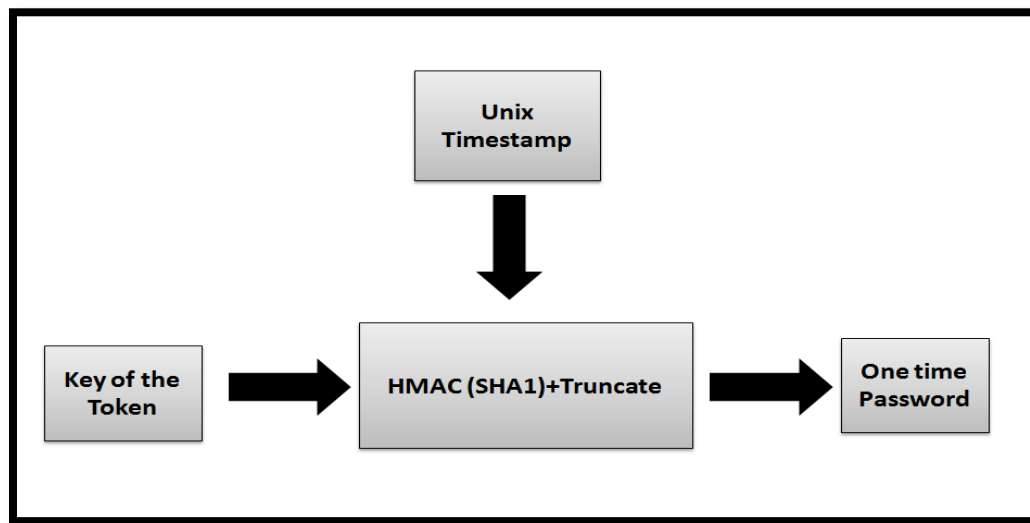 Unix
Timestamp
Key of the
Token
HMAC (SHA1)+Truncate
One time
Password